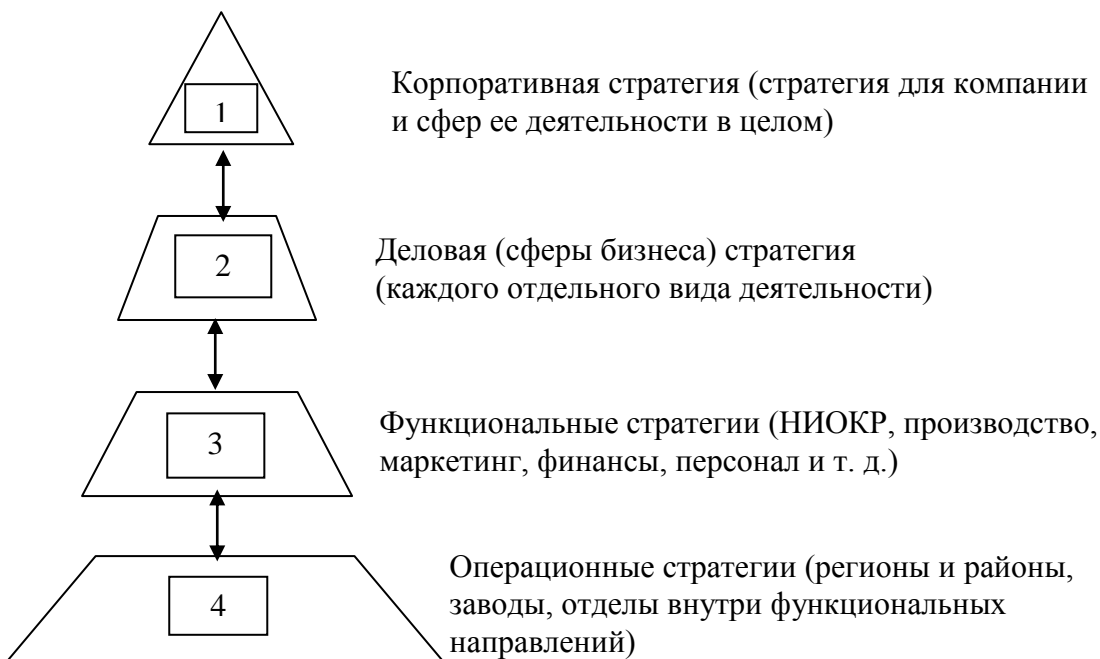 1
Корпоративная стратегия (стратегия для компании
и сфер ее деятельности в целом)
2
Деловая (сферы бизнеса) стратегия
(каждого отдельного вида деятельности)
3
Функциональные стратегии (НИОКР, производство,
маркетинг, финансы, персонал и т. д.)
4
Операционные стратегии (регионы и районы,
заводы, отделы внутри функциональных
направлений)